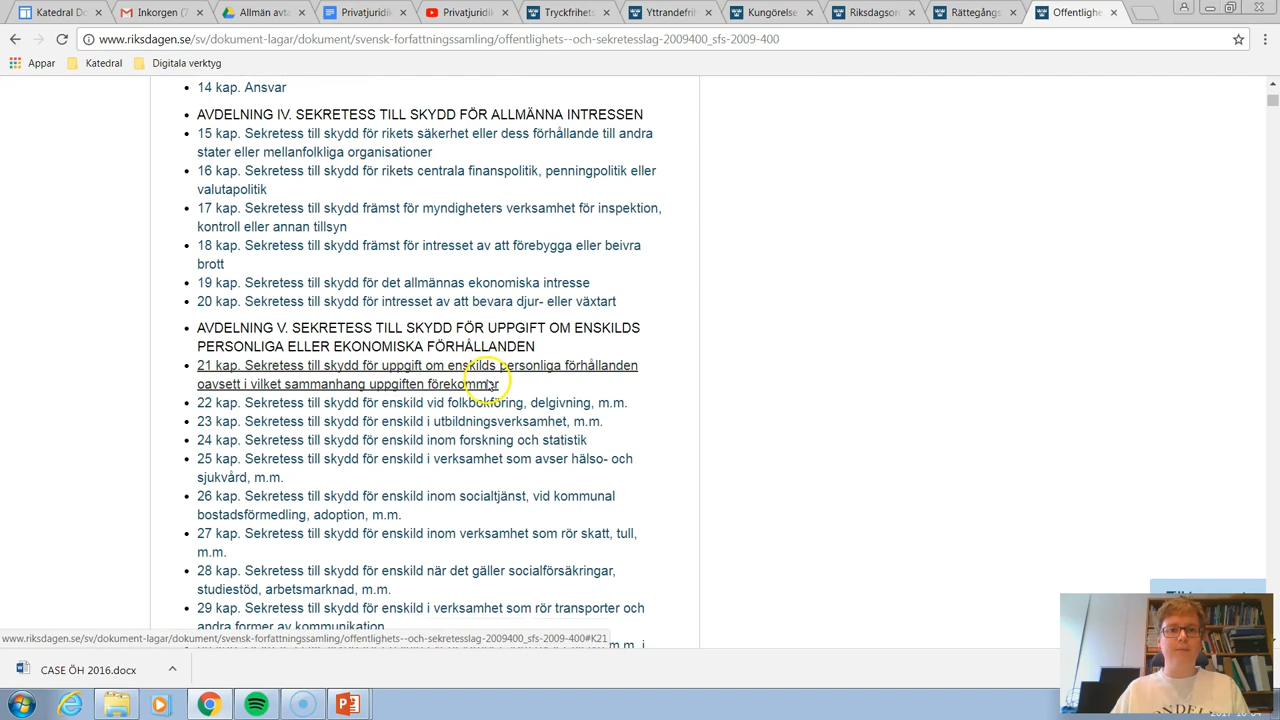 Katedral Do
Inkorgen (7
Allmän avta
Privatjuridik
Privatjuridik
Tryckfrihets
Yttrandefri
Kungörelse
Riksdagsor
Rättegångs
Offentlighe
www.riksdagen.se/sv/dokument-lagar/dokument/svensk-forfattningssamling/offentlighets--och-sekretesslag-2009400_sfs-2009-400
Appar
Katedral
Digitala verktyg
14 kap. Ansvar
AVDELNING IV. SEKRETESS TILL SKYDD FÖR ALLMÄNNA INTRESSEN
15 kap. Sekretess till skydd för rikets säkerhet eller dess förhållande till andra
stater eller mellanfolkliga organisationer
16 kap. Sekretess till skydd för rikets centrala finanspolitik, penningpolitik eller
valutapolitik
17 kap. Sekretess till skydd främst för myndigheters verksamhet för inspektion,
kontroll eller annan tillsyn
18 kap. Sekretess till skydd främst för intresset av att förebygga eller beivra
brott
19 kap. Sekretess till skydd för det allmännas ekonomiska intresse
20 kap. Sekretess till skydd för intresset av att bevara djur- eller växtart
AVDELNING V. SEKRETESS TILL SKYDD FÖR UPPGIFT OM ENSKILDS
PERSONLIGA ELLER EKONOMISKA FÖRHÅLLANDEN
21 kap. Sekretess till skydd för uppgift om enskilds personliga förhållanden
oavsett i vilket sammanhang uppgiften förekommer
22 kap. Sekretess till skydd för enskild vid folkbokföring, delgivning, m.m.
23 kap. Sekretess till skydd för enskild i utbildningsverksamhet, m.m.
24 kap. Sekretess till skydd för enskild inom forskning och statistik
25 kap. Sekretess till skydd för enskild i verksamhet som avser hälso- och
sjukvård, m.m.
26 kap. Sekretess till skydd för enskild inom socialtjänst, vid kommunal
bostadsförmedling, adoption, m.m.
27 kap. Sekretess till skydd för enskild inom verksamhet som rör skatt, tull,
m.m.
28 kap. Sekretess till skydd för enskild när det gäller socialförsäkringar,
studiestöd, arbetsmarknad, m.m.
29 kap. Sekretess till skydd för enskild i verksamhet som rör transporter och
andra former av kommunikation
www.riksdagen.se/sv/dokument-lagar/dokument/svensk-forfattningssamling/offentlighets--och-sekretesslag-2009400_sfs-2009-400#K21
CASE ÖH 2016.docx